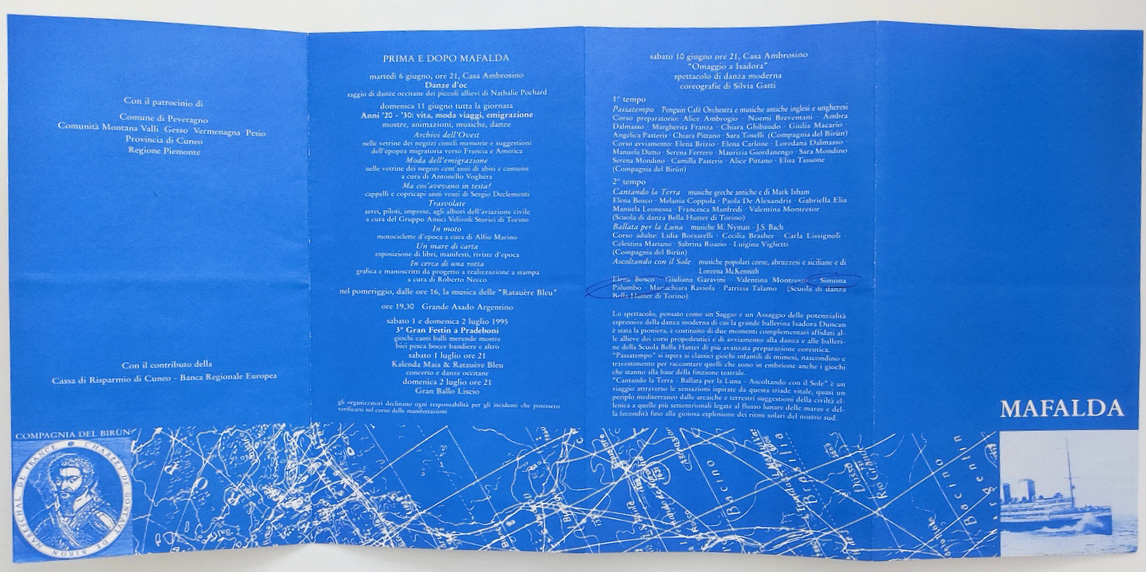 Con il patrocinio di
Comune di Peveragno
Comunità Montana Valli Gesso Vermenagna Pesio
Provincia di Cuneo
Regione Piemonte
Con il contributo della
Cassa di Risparmio di Cuneo - Banca Regionale Europea
COMPAGNIA DEL BIRÙN
PRIMA E DOPO MAFALDA
martedì 6 giugno, ore 21, Casa Ambrosino
Danze d'oc
saggio di danze occitane dei piccoli allievi di Nathalie Pochard
domenica 11 giugno tutta la giornata
Anni '20 - '30: vita, moda viaggi, emigrazione
mostre, animazioni, musiche, danze
Archivi dell'Ovest
nelle vetrine dei negozi cimeli memorie e suggestioni
dell'epopea migratoria verso Francia e America
Moda dell'emigrazione
nelle vetrine dei negozi cent'anni di abiti e costumi
a cura di Antonello Voghera
Ma cos'avevano in testa?
cappelli e copricapi anni venti di Sergio Declementi
Trasvolate
aerei, piloti, imprese, agli albori dell'aviazione civile
a cura del Gruppo Amici Velivoli Storici di Torino
In moto
motociclette d'epoca a cura di Alfio Marino
Un mare di carta
esposizione di libri, manifesti, riviste d'epoca
In cerca di una rotta
grafica e manoscritti da progetto a realizzazione a stampa
a cura di Roberto Necco
nel pomeriggio, dalle ore 16, la musica delle "Ratauère Bleu"
ore 19,30 Grande Asado Argentino
sabato 1 e domenica 2 luglio 1995
3° Gran Festin a Pradeboni
giochi canti balli merende mostre
bici pesca bocce bandiere e altro
sabato 1 luglio ore 21
Kalenda Maia & Ratauère Bleu
concerto e danze occitane
domenica 2 luglio ore 21
Gran Ballo Liscio
gli organizzatori declinano ogni responsabilità per gli incidenti che potessero
verificarsi nel corso delle manifestazioni
sabato 10 giugno ore 21, Casa Ambrosino
"Omaggio a Isadora"
spettacolo di danza moderna
coreografie di Silvia Gatti
1° tempo
Passatempo Penguin Cafè Orchestra e musiche antiche inglesi e ungheresi
Corpo preparatorio: Alice Ambrogio - Noemi Breventani - Ambra
Dalmasso - Margherita Franza - Chiara Ghibaudo - Giulia Macario -
Angelica Pasteris - Chiara Pittano - Sara Toselli (Compagnia del Birùn)
Corso avviamento: Elena Brizio - Elena Carlone - Loredana Dalmasso -
Manuela Dutto - Serena Ferrero - Maurizia Giordanengo - Sara Mondino
Serena Mondino - Camilla Pasteris - Alice Pittano - Elisa Tassone
(Compagnia del Birùn)
2° tempo
Cantando la Terra musiche greche antiche e di Mark Isham
Elena Bosco - Melania Coppola - Paola De Alexandris - Gabriella Elia
Manuela Leonessa - Francesca Manfredi - Valentina Montresor
(Scuola di danza Bella Hutter di Torino)
Ballata per la Luna musiche M. Nyman - J.S. Bach
Corso adulte: Lidia Borsarelli - Cecilia Brasher - Carla Lissignoli -
Celestina Mariano - Sabrina Roasio - Luigina Viglietti
(Compagnia del Birùn)
Ascoltando con il Sole musiche popolari corse, abruzzesi e siciliane e di
Lorena McKennith
Elena Bosco - Giuliana Garavini - Valentina Montresor - Simona
Palumbo - Mariachiara Raviola - Patrizia Talamo (Scuola di danza
Bella Hutter di Torino)
Lo spettacolo, pensato come un Saggio e un Assaggio delle potenzialità
espressive della danza moderna di cui la grande ballerina Isadora Duncan
è stata la pioniera, è costituito di due momenti complementari affidati al-
le allieve dei corsi propedeutici e di avviamento alla danza e alle balleri-
ne della Scuola Bella Hutter di più avanzata preparazione coreutica.
"Passatempo" si ispira ai classici giochi infantili di mimesi, nascondino e
travestimento per raccontare quelli che sono in embrione anche i giochi
che stanno alla base della finzione teatrale.
"Cantando la Terra - Ballata per la Luna - Ascoltando con il Sole" è un
viaggio attraverso le sensazioni ispirate da questa triade vitale, quasi un
periplo mediterraneo dalle arcaiche e terrestri suggestioni della civiltà el-
lenica a quelle più settentrionali legate al flusso lunare delle maree e del-
la fecondità fino alla gioiosa esplosione dei ritmi solari del nostro sud.
MAFALDA
CHARLES DE GONTAUT DE BIRON MARECHAL DE FRANCE
Bacino
Bacino